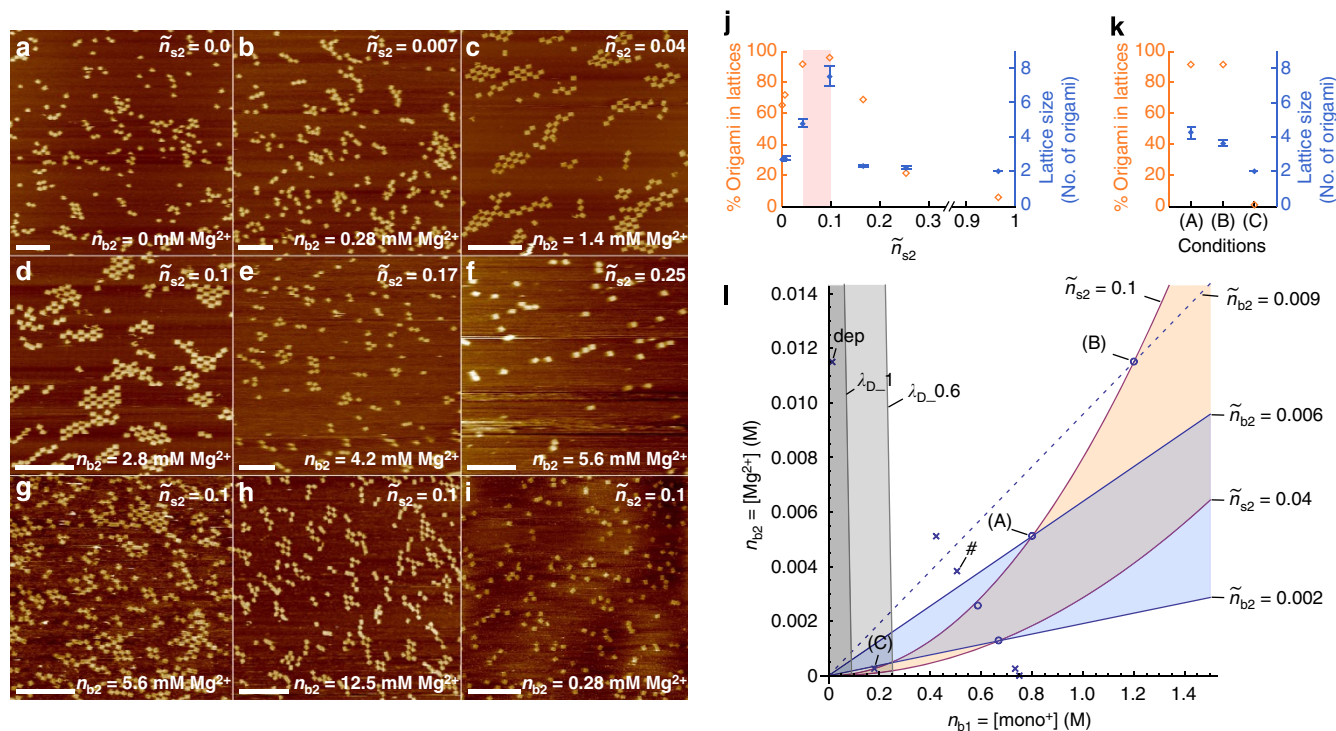 a ñs2 = 0.0
nb2 = 0 mM Mg2+
b ñs2 = 0.007
nb2 = 0.28 mM Mg2+
c ñs2 = 0.04
nb2 = 1.4 mM Mg2+
d ñs2 = 0.1
nb2 = 2.8 mM Mg2+
e ñs2 = 0.17
nb2 = 4.2 mM Mg2+
f ñs2 = 0.25
nb2 = 5.6 mM Mg2+
g ñs2 = 0.1
nb2 = 5.6 mM Mg2+
h ñs2 = 0.1
nb2 = 12.5 mM Mg2+
i ñs2 = 0.1
nb2 = 0.28 mM Mg2+
j
% Origami in lattices
100
80
60
40
20
0
0 0.1 0.2 0.3 0.9 1
ñs2
8
6
4
2
0
Lattice size
(No. of origami)
k
% Origami in lattices
100
80
60
40
20
0
(A) (B) (C)
Conditions
8
6
4
2
0
Lattice size
(No. of origami)
l
nb2 = [Mg2+] (M)
0.014
0.012
0.010
0.008
0.006
0.004
0.002
0
0 0.2 0.4 0.6 0.8 1.0 1.2 1.4
nb1 = [mono+] (M)
dep
λD_1
λD_0.6
(B)
(A)
#
(C)
ñs2 = 0.1
ñb2 = 0.009
ñb2 = 0.006
ñs2 = 0.04
ñb2 = 0.002